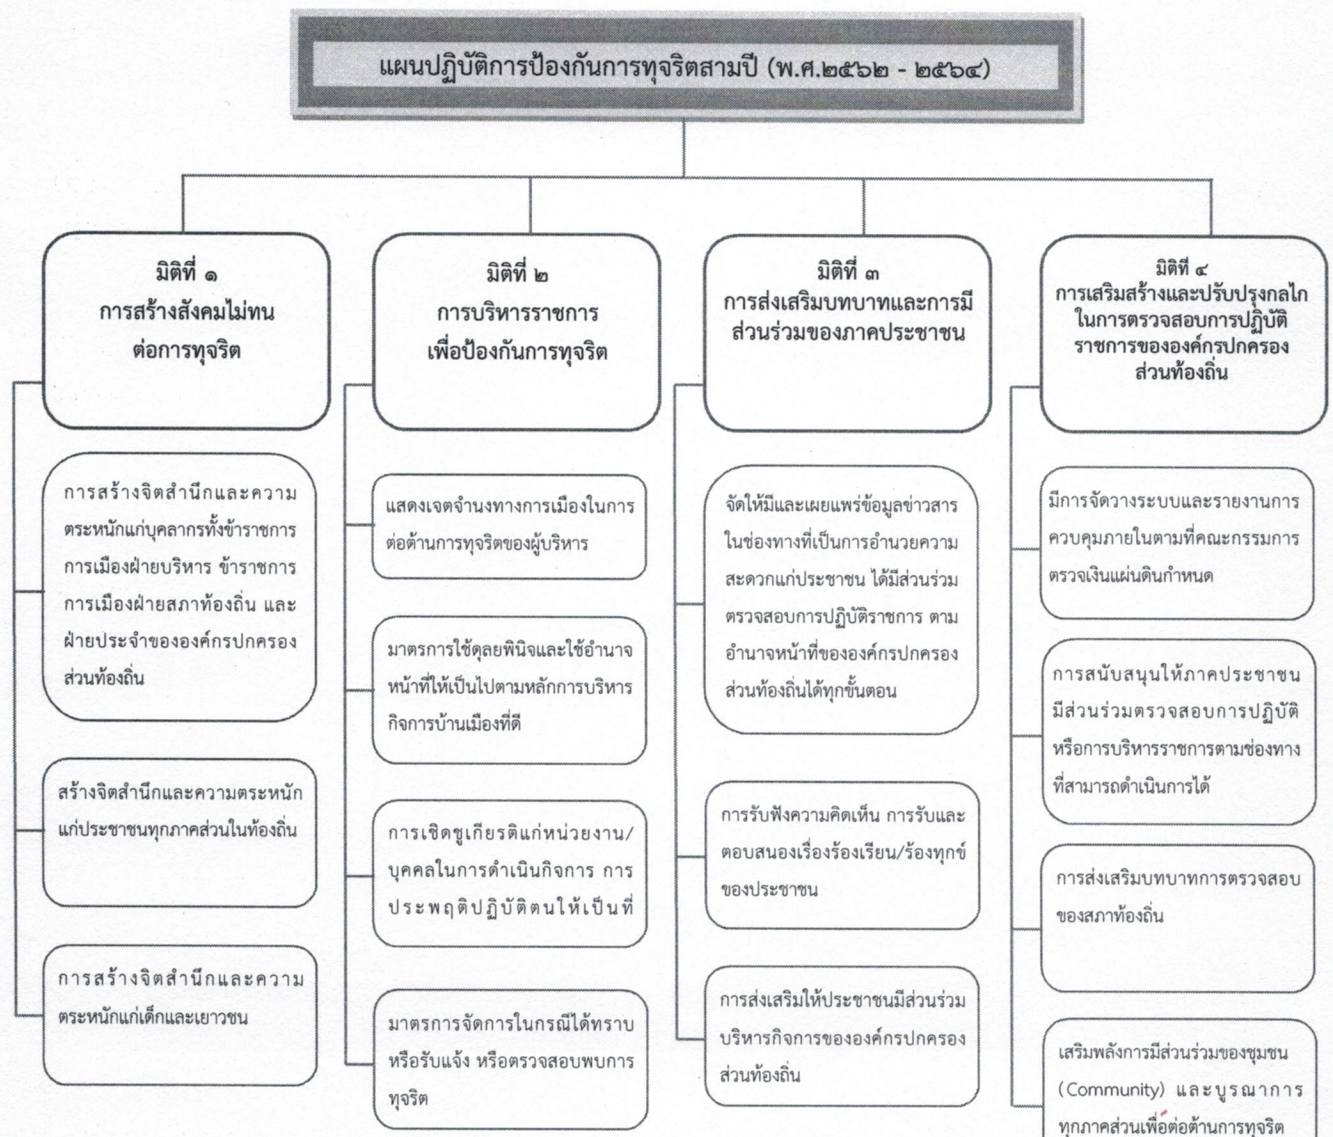 แผนปฏิบัติการป้องกันการทุจริตสามปี (พ.ศ.๒๕๖๒ - ๒๕๖๔)
มิติที่ ๑
การสร้างสังคมไม่ทน
ต่อการทุจริต
การสร้างจิตสำนึกและความ
ตระหนักแก่บุคลากรทั้งข้าราชการ
การเมืองฝ่ายบริหาร ข้าราชการ
การเมืองฝ่ายสภาท้องถิ่น และ
ฝ่ายประจำขององค์กรปกครอง
ส่วนท้องถิ่น
สร้างจิตสำนึกและความตระหนัก
แก่ประชาชนทุกภาคส่วนในท้องถิ่น
การสร้างจิตสำนึกและความ
ตระหนักแก่เด็กและเยาวชน
มิติที่ ๒
การบริหารราชการ
เพื่อป้องกันการทุจริต
แสดงเจตจำนงทางการเมืองในการ
ต่อต้านการทุจริตของผู้บริหาร
มาตรการใช้ดุลยพินิจและใช้อำนาจ
หน้าที่ให้เป็นไปตามหลักการบริหาร
กิจการบ้านเมืองที่ดี
การเชิดชูเกียรติแก่หน่วยงาน/
บุคคลในการดำเนินกิจการ การ
ประพฤติปฏิบัติตนให้เป็นที่
มาตรการจัดการในกรณีได้ทราบ
หรือรับแจ้ง หรือตรวจสอบพบการ
ทุจริต
มิติที่ ๓
การส่งเสริมบทบาทและการมี
ส่วนร่วมของภาคประชาชน
จัดให้มีและเผยแพร่ข้อมูลข่าวสาร
ในช่องทางที่เป็นการอำนวยความ
สะดวกแก่ประชาชน ได้มีส่วนร่วม
ตรวจสอบการปฏิบัติราชการ ตาม
อำนาจหน้าที่ขององค์กรปกครอง
ส่วนท้องถิ่นได้ทุกขั้นตอน
การรับฟังความคิดเห็น การรับและ
ตอบสนองเรื่องร้องเรียน/ร้องทุกข์
ของประชาชน
การส่งเสริมให้ประชาชนมีส่วนร่วม
บริหารกิจการขององค์กรปกครอง
ส่วนท้องถิ่น
มิติที่ ๔
การเสริมสร้างและปรับปรุงกลไก
ในการตรวจสอบการปฏิบัติ
ราชการขององค์กรปกครอง
ส่วนท้องถิ่น
มีการจัดวางระบบและรายงานการ
ควบคุมภายในตามที่คณะกรรมการ
ตรวจเงินแผ่นดินกำหนด
การสนับสนุนให้ภาคประชาชน
มีส่วนร่วมตรวจสอบการปฏิบัติ
หรือการบริหารราชการตามช่องทาง
ที่สามารถดำเนินการได้
การส่งเสริมบทบาทการตรวจสอบ
ของสภาท้องถิ่น
เสริมพลังการมีส่วนร่วมของชุมชน
(Community) และบูรณาการ
ทุกภาคส่วนเพื่อต่อต้านการทุจริต